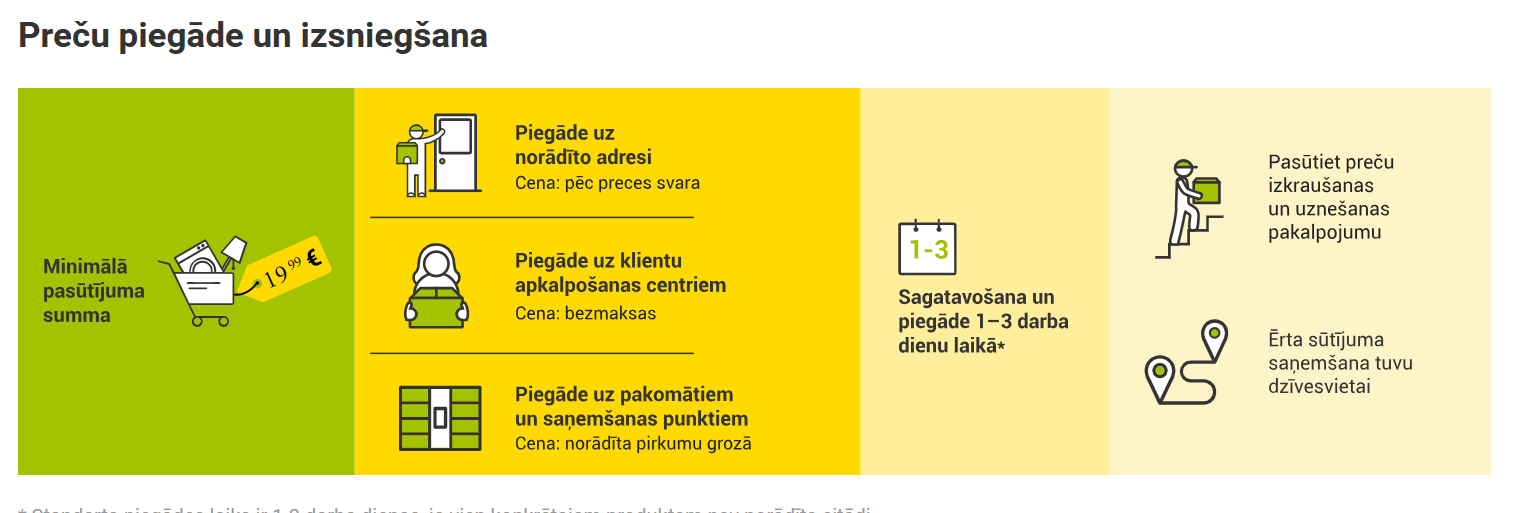 Preču piegāde un izsniegšana
Minimālā
pasūtījuma
summa
19 99 €
Piegāde uz
norādīto adresi
Cena: pēc preces svara
Piegāde uz klientu
apkalpošanas centriem
Cena: bezmaksas
Piegāde uz pakomātiem
un saņemšanas punktiem
Cena: norādīta pirkumu grozā
1-3
Sagatavošana un
piegāde 1–3 darba
dienu laikā*
Pasūtiet preču
izkraušanas
un uznešanas
pakalpojumu
Ērta sūtījuma
saņemšana tuvu
dzīvesvietai